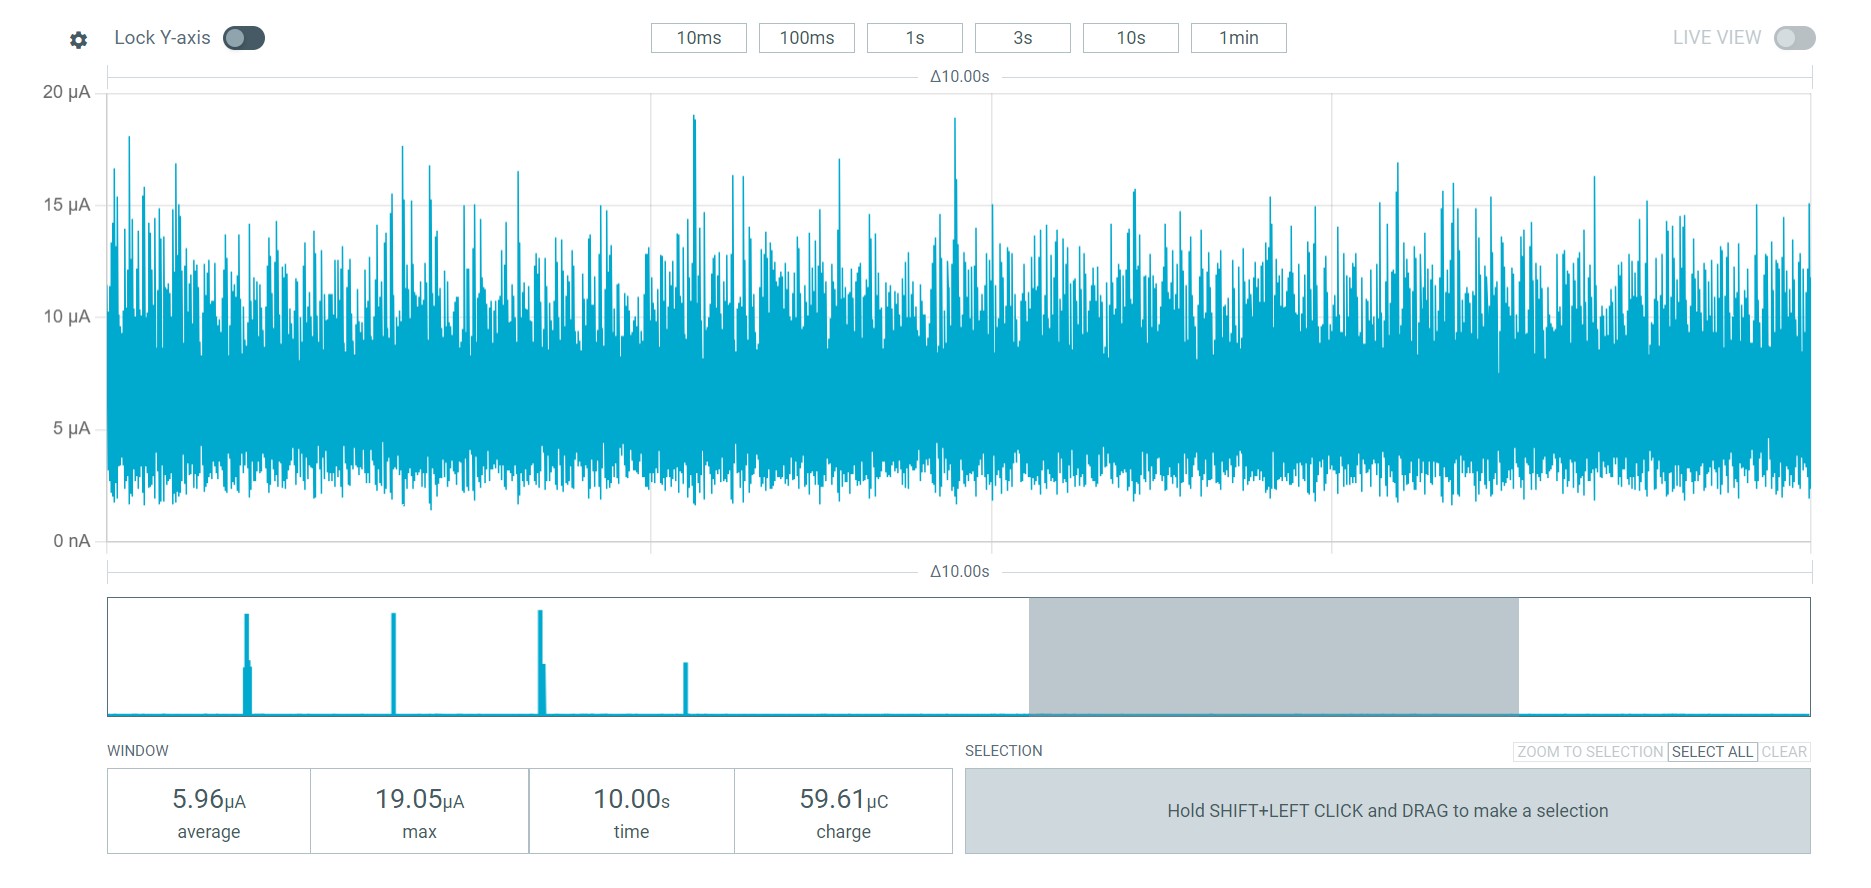 Lock Y-axis
10ms 100ms 1s 3s 10s 1min
LIVE VIEW
Δ10.00s
20 µA
15 µA
10 µA
5 µA
0 nA
Δ10.00s
WINDOW
5.96µA 19.05µA 10.00s 59.61µC
average max time charge
SELECTION
ZOOM TO SELECTION SELECT ALL CLEAR
Hold SHIFT+LEFT CLICK and DRAG to make a selection